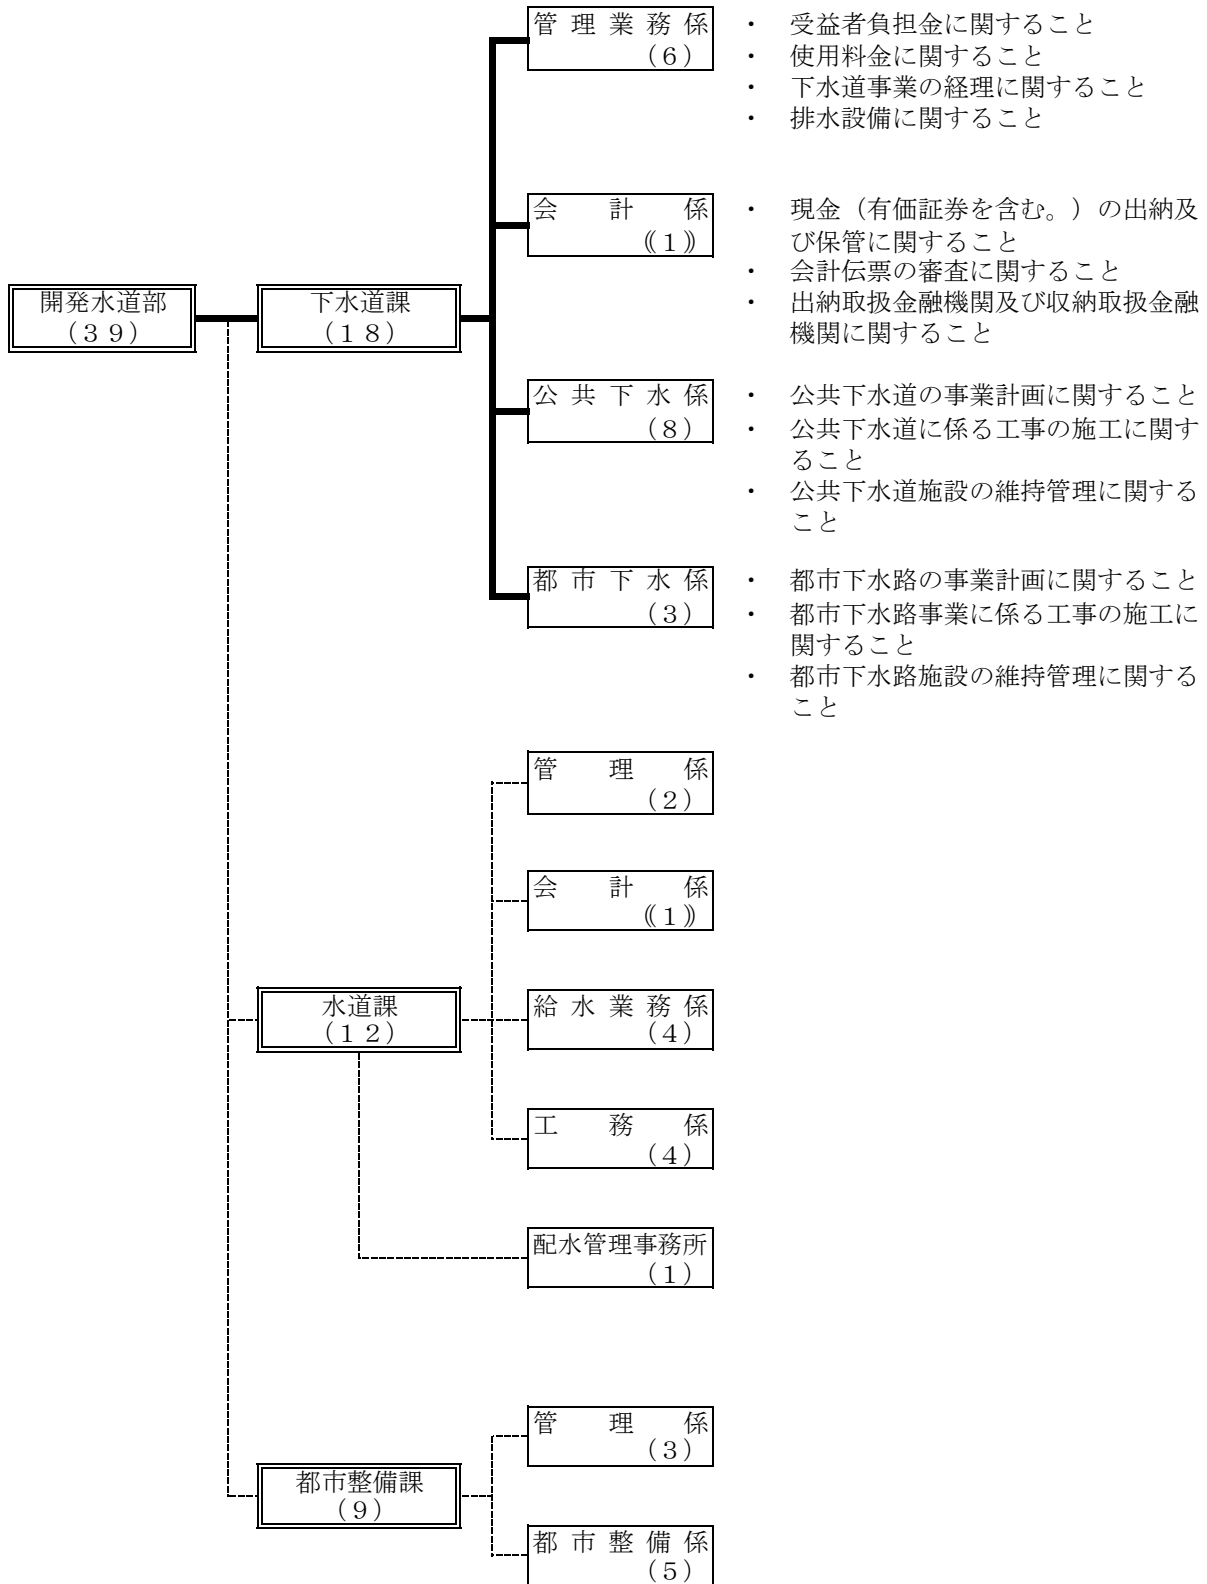 管理業務係
（６）
・ 受益者負担金に関すること
・ 使用料金に関すること
・ 下水道事業の経理に関すること
・ 排水設備に関すること
会計係
⸨１⸩
・ 現金（有価証券を含む。）の出納及
び保管に関すること
・ 会計伝票の審査に関すること
・ 出納取扱金融機関及び収納取扱金融
機関に関すること
開発水道部
（３９）
下水道課
（１８）
公共下水係
（８）
・ 公共下水道の事業計画に関すること
・ 公共下水道に係る工事の施工に関す
ること
・ 公共下水道施設の維持管理に関する
こと
都市下水係
（３）
・ 都市下水路の事業計画に関すること
・ 都市下水路事業に係る工事の施工に
関すること
・ 都市下水路施設の維持管理に関する
こと
管理係
（２）
会計係
⸨１⸩
水道課
（１２）
給水業務係
（４）
工務係
（４）
配水管理事務所
（１）
管理係
（３）
都市整備課
（９）
都市整備係
（５）